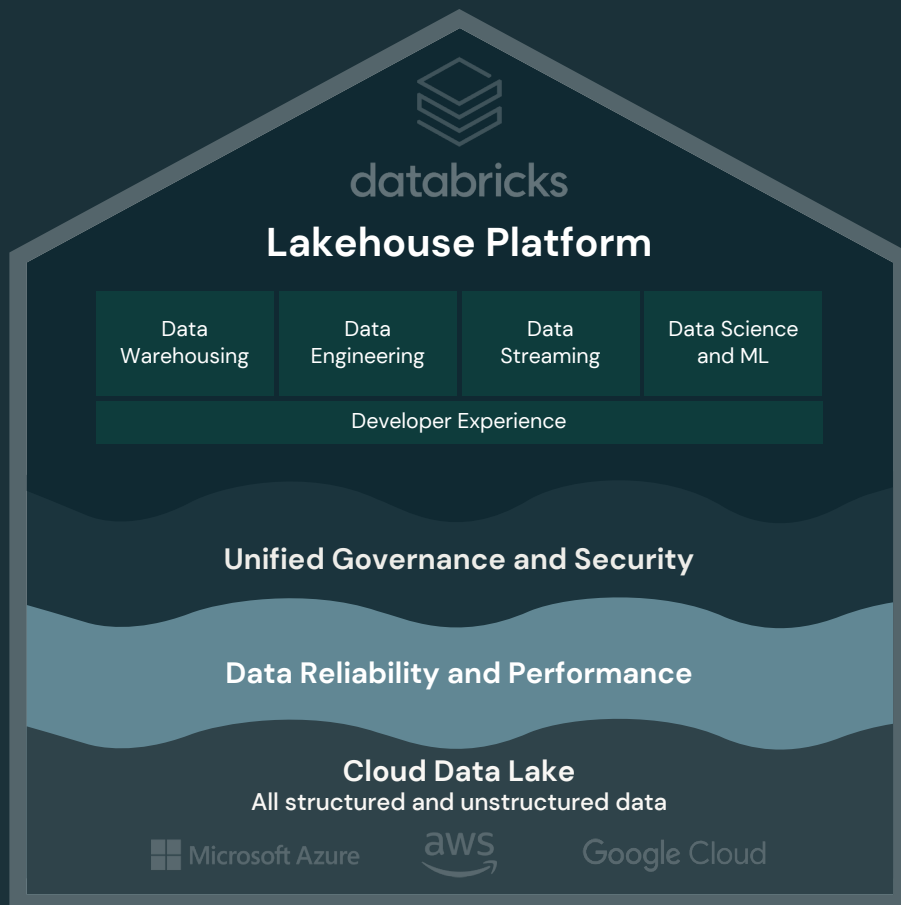 databricks
Lakehouse Platform
Data
Warehousing
Data
Engineering
Data
Streaming
Data Science
and ML
Developer Experience
Unified Governance and Security
Data Reliability and Performance
Cloud Data Lake
All structured and unstructured data
Microsoft Azure
aws
Google Cloud